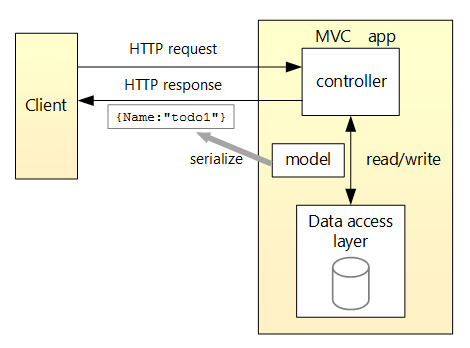 MVC app
HTTP request
controller
HTTP response
Client
{Name:"todo1"}
serialize
model
read/write
Data access
layer